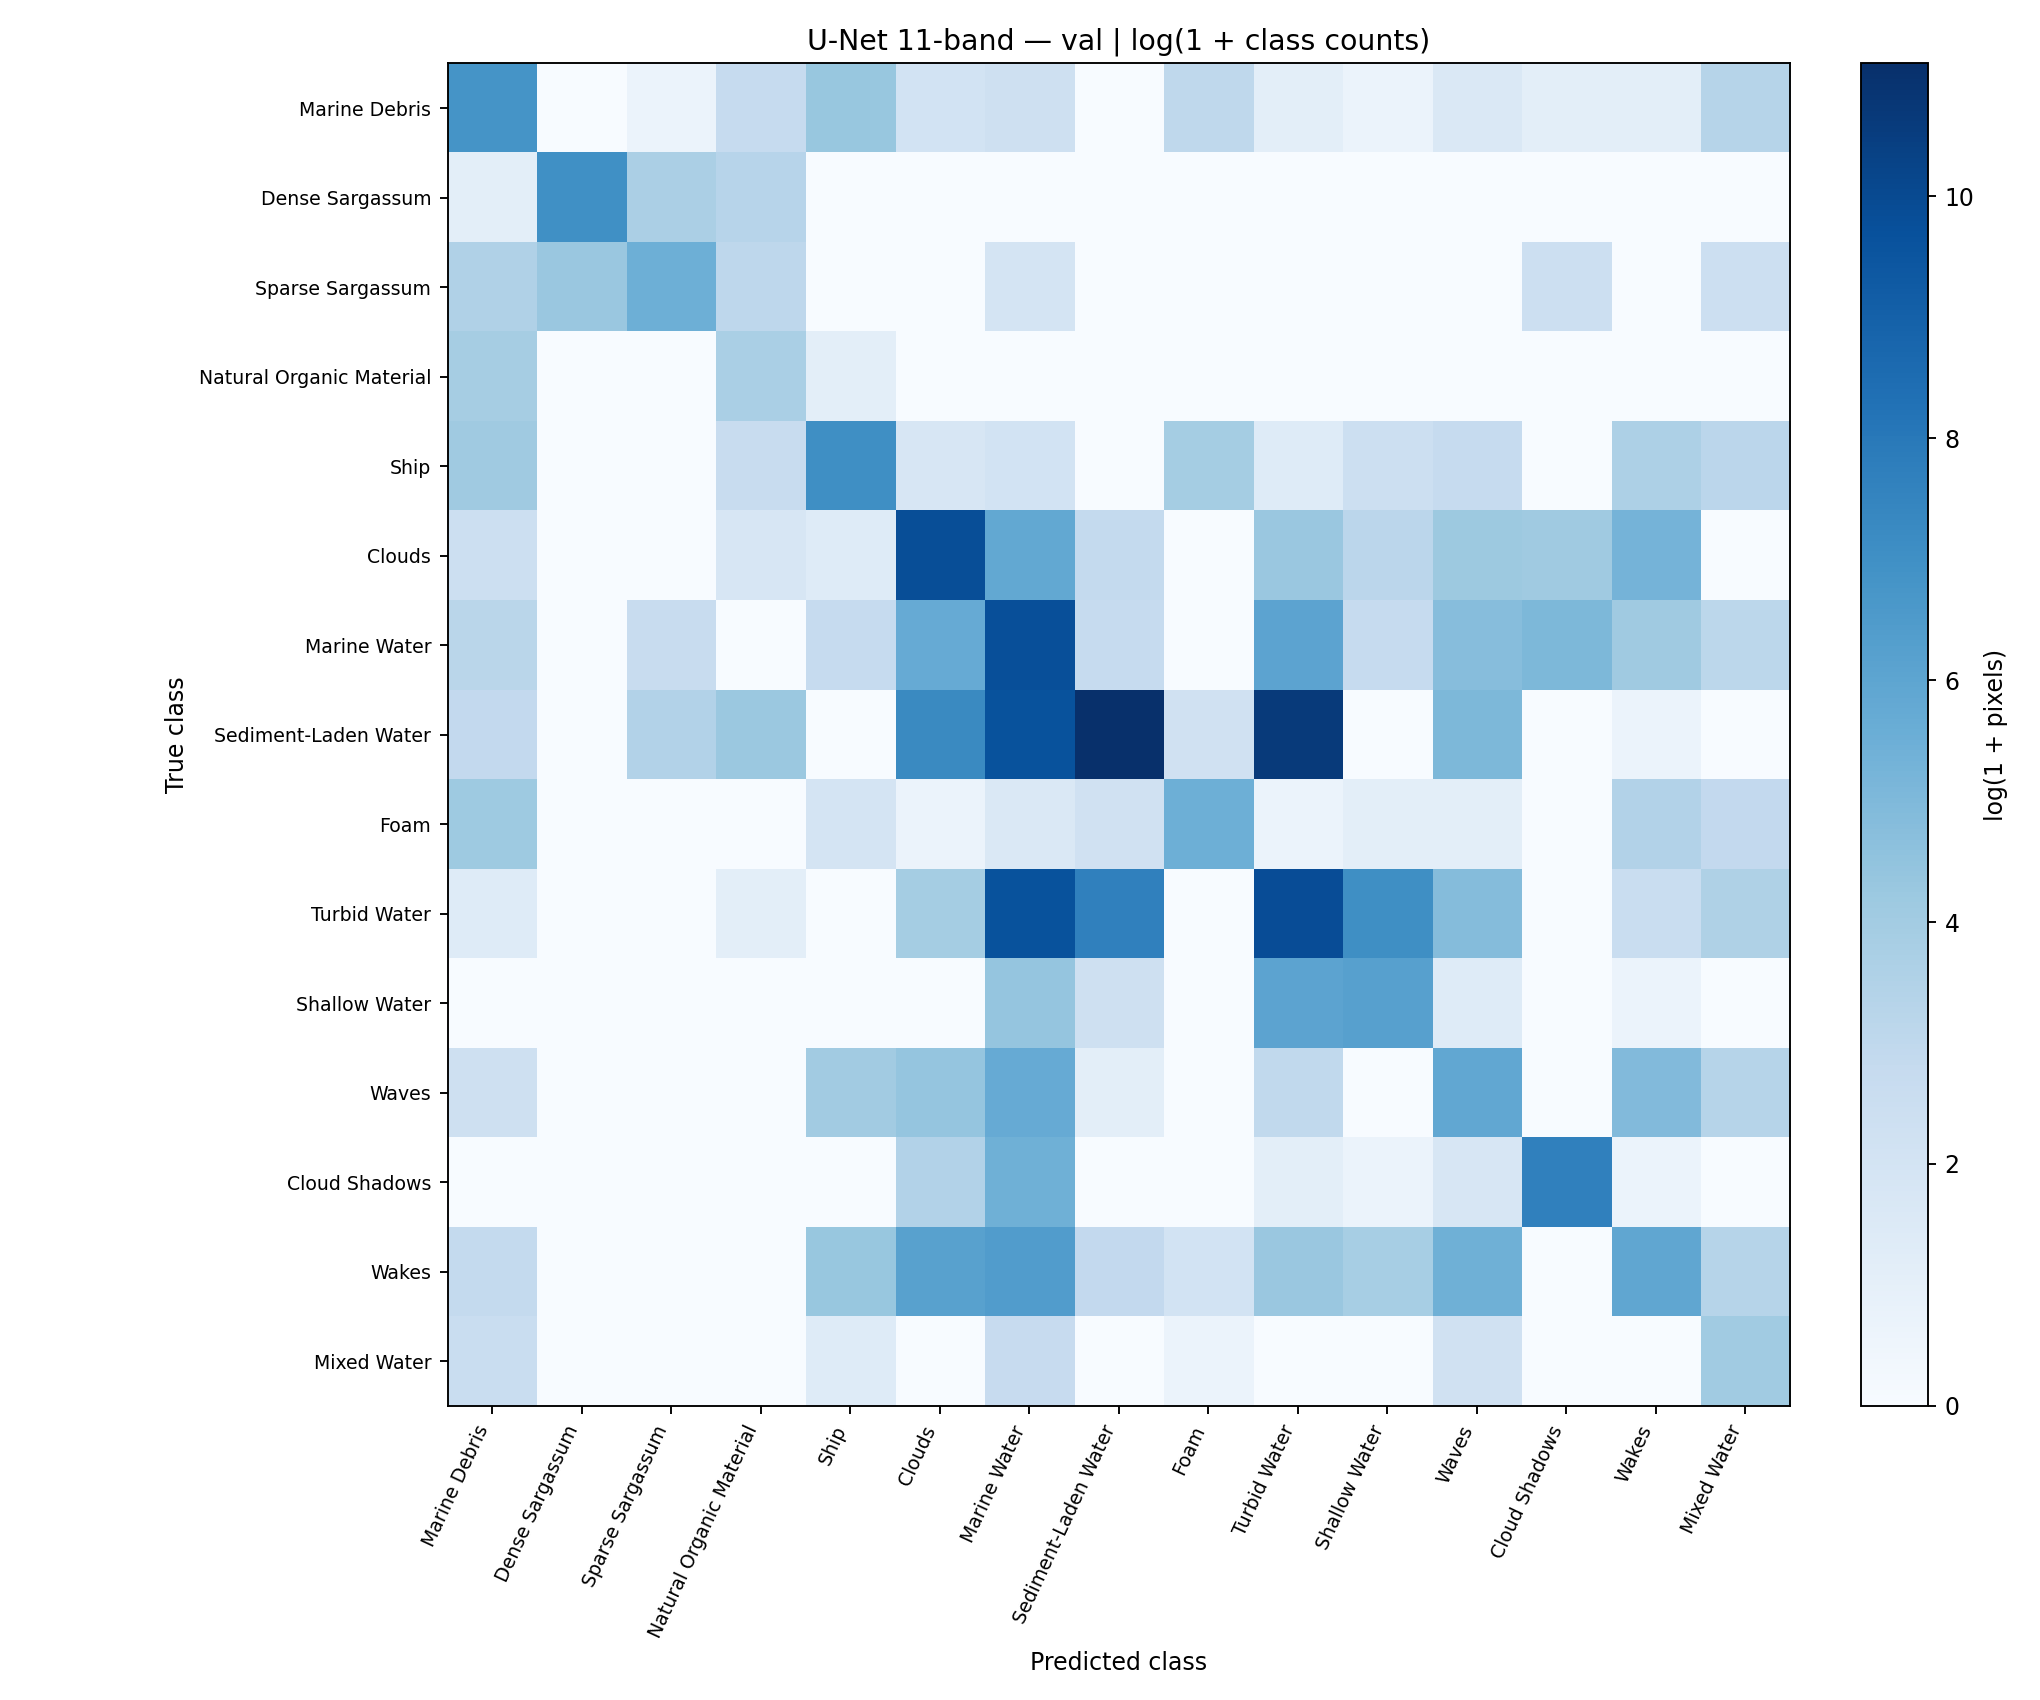 U-Net 11-band — val | log(1 + class counts)
Marine Debris
Dense Sargassum
Sparse Sargassum
Natural Organic Material
Ship
Clouds
Marine Water
Sediment-Laden Water
Foam
Turbid Water
Shallow Water
Waves
Cloud Shadows
Wakes
Mixed Water
True class
Marine Debris
Dense Sargassum
Sparse Sargassum
Natural Organic Material
Ship
Clouds
Marine Water
Sediment-Laden Water
Foam
Turbid Water
Shallow Water
Waves
Cloud Shadows
Wakes
Mixed Water
Predicted class
10
8
6
4
2
0
log(1 + pixels)